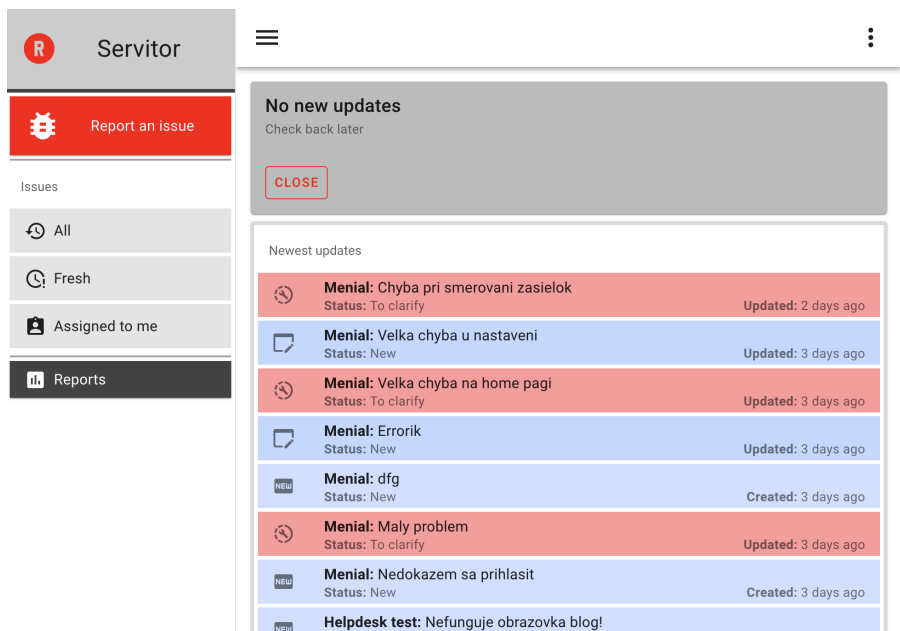 R
Servitor
Report an issue
Issues
All
Fresh
Assigned to me
Reports
No new updates
Check back later
CLOSE
Newest updates
Menial: Chyba pri smerovani zasielok
Status: To clarify
Updated: 2 days ago
Menial: Velka chyba u nastaveni
Status: New
Updated: 3 days ago
Menial: Velka chyba na home pagi
Status: To clarify
Updated: 3 days ago
Menial: Errorik
Status: New
Updated: 3 days ago
NEW
Menial: dfg
Status: New
Created: 3 days ago
Menial: Maly problem
Status: To clarify
Updated: 3 days ago
NEW
Menial: Nedokazem sa prihlasit
Status: New
Created: 3 days ago
NEW
Helpdesk test: Nefunguje obrazovka blog!